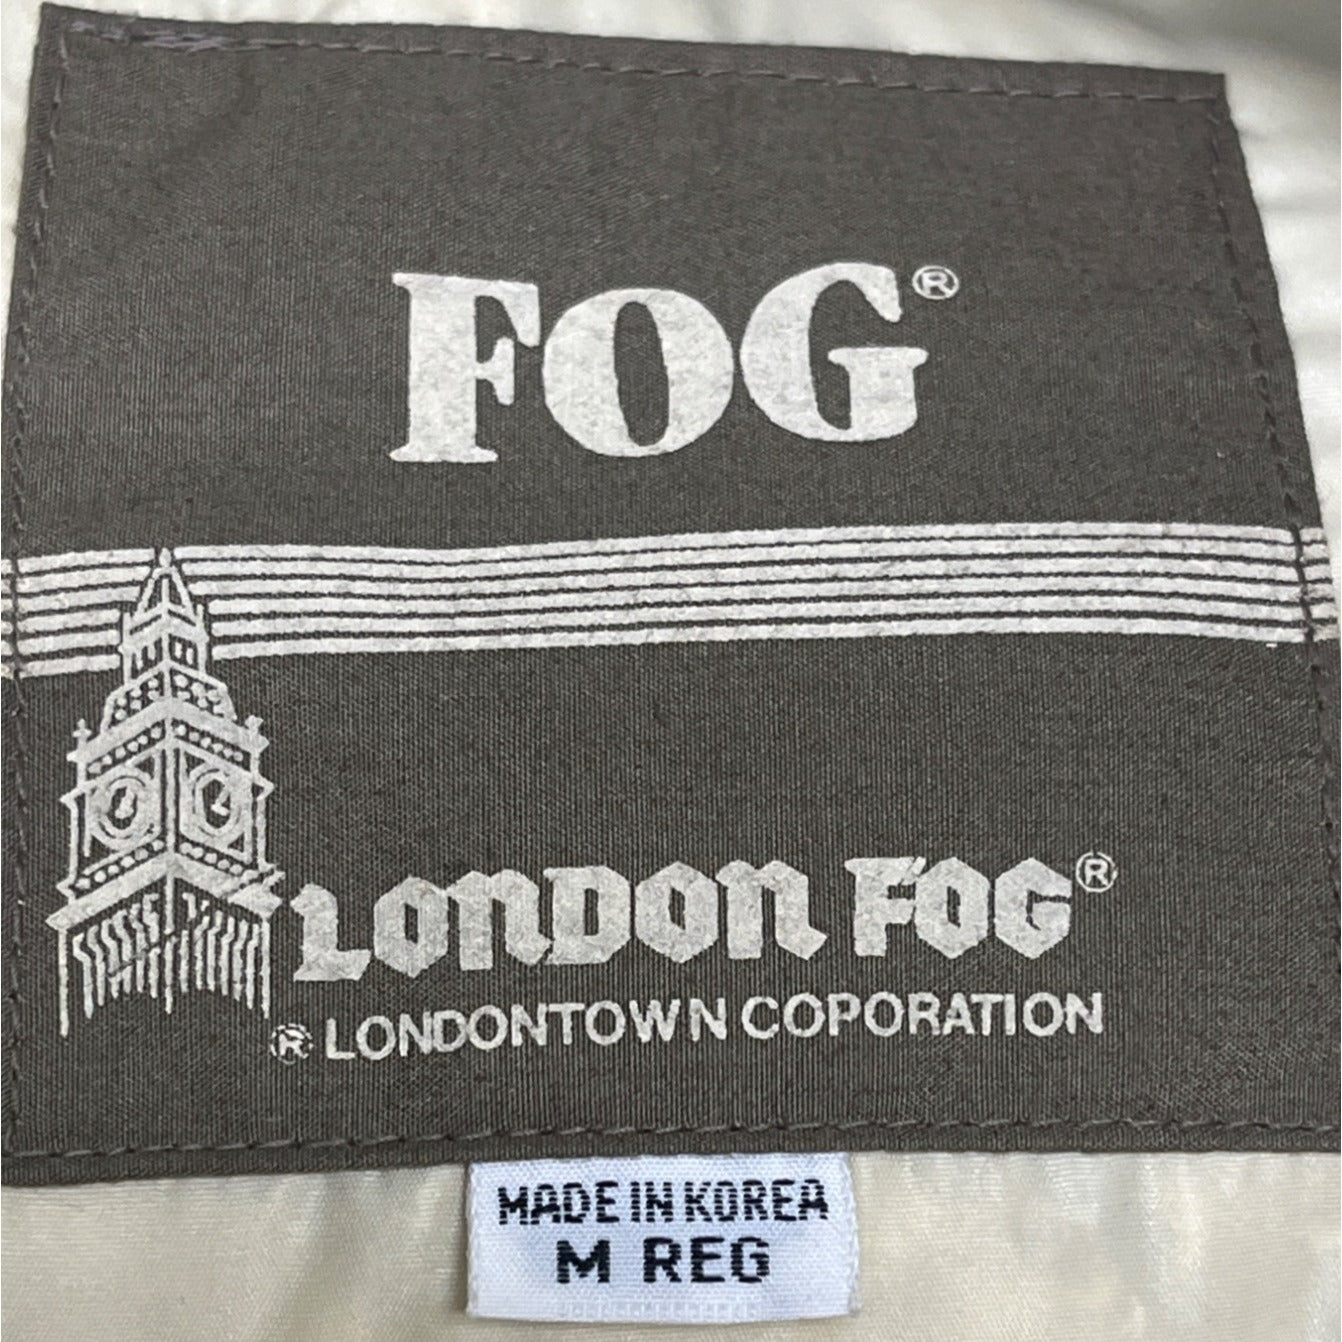 FOG®
LONDON FOG®
® LONDONTOWN COPORATION
MADE IN KOREA
M REG